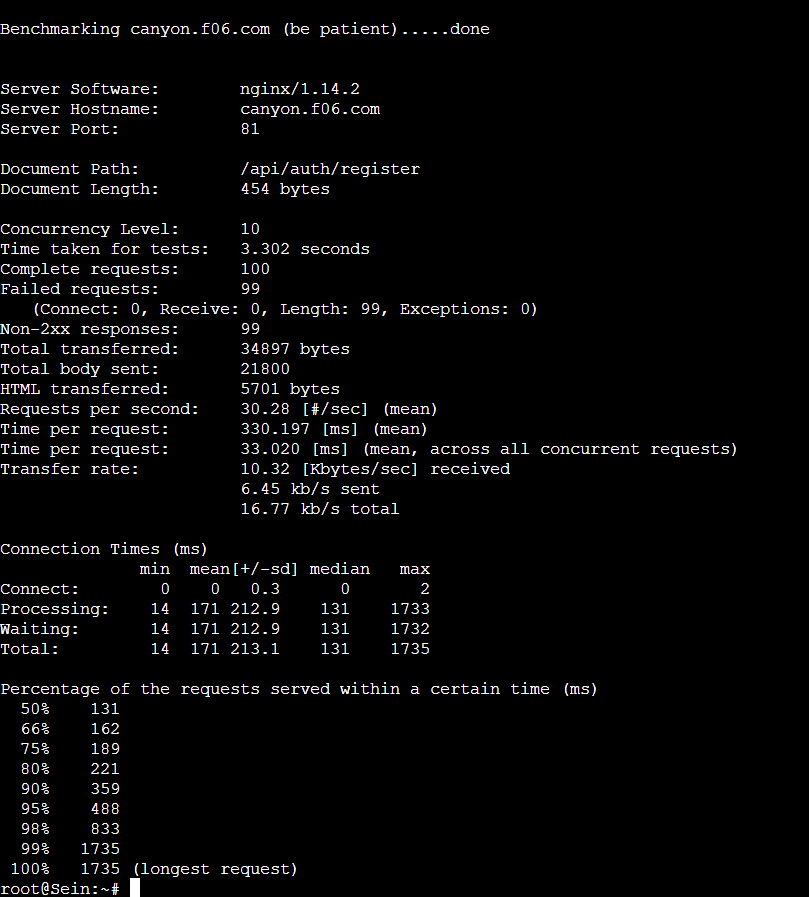 Benchmarking canyon.f06.com (be patient).....done
Server Software: nginx/1.14.2
Server Hostname: canyon.f06.com
Server Port: 81
Document Path: /api/auth/register
Document Length: 454 bytes
Concurrency Level: 10
Time taken for tests: 3.302 seconds
Complete requests: 100
Failed requests: 99
(Connect: 0, Receive: 0, Length: 99, Exceptions: 0)
Non-2xx responses: 99
Total transferred: 34897 bytes
Total body sent: 21800
HTML transferred: 5701 bytes
Requests per second: 30.28 [#/sec] (mean)
Time per request: 330.197 [ms] (mean)
Time per request: 33.020 [ms] (mean, across all concurrent requests)
Transfer rate: 10.32 [Kbytes/sec] received
6.45 kb/s sent
16.77 kb/s total
Connection Times (ms)
min mean[+/-sd] median max
Connect: 0 0 0.3 0 2
Processing: 14 171 212.9 131 1733
Waiting: 14 171 212.9 131 1732
Total: 14 171 213.1 131 1735
Percentage of the requests served within a certain time (ms)
50% 131
66% 162
75% 189
80% 221
90% 359
95% 488
98% 833
99% 1735
100% 1735 (longest request)
root@Sein:~#